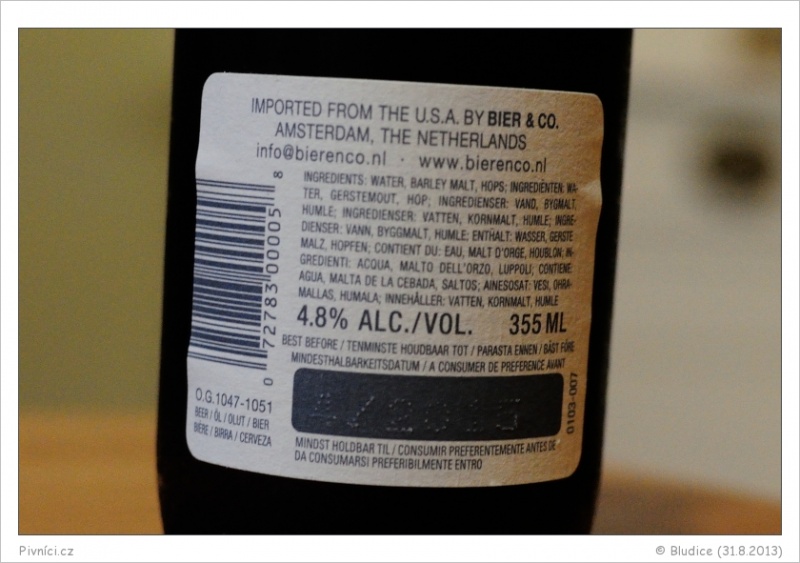 IMPORTED FROM THE U.S.A. BY BIER & CO.
AMSTERDAM, THE NETHERLANDS
info@bierenco.nl · www.bierenco.nl
INGREDIENTS: WATER, BARLEY MALT, HOPS; INGREDIËNTEN: WA-
TER, GERSTEMOUT, HOP; INGREDIENSER: VAND, BYGMALT,
HUMLE; INGREDIENSER: VATTEN, KORNMALT, HUMLE; INGRE-
DIENSER: VANN, BYGGMALT, HUMLE; ENTHALT: WASSER, GERSTE
MALZ, HOPFEN; CONTIENT DU: EAU, MALT D'ORGE, HOUBLON; IN-
GREDIENTI: ACQUA, MALTO DELL'ORZO, LUPPOLI; CONTIENE:
AGUA, MALTA DE LA CEBADA, SALTOS; AINESOSAT: VESI, OHRA-
MALLAS, HUMALA; INNEHÅLLER: VATTEN, KORNMALT, HUMLE
4.8% ALC./VOL. 355 ML
BEST BEFORE / TENMINSTE HOUDBAAR TOT / PARASTA ENNEN / BÄST FÖRE
MINDESTHALBARKEITSDATUM / A CONSUMER DE PREFERENCE AVANT
MINDST HOLDBAR TIL / CONSUMIR PREFERENTEMENTE ANTES DE
DA CONSUMARSI PREFERIBILMENTE ENTRO
0103-007
0 72783 00005 8
O.G.1047-1051
BEER / ÖL / OLUT / BIER
BIÈRE / BIRRA / CERVEZA
Pivníci.cz
© Bludice (31.8.2013)